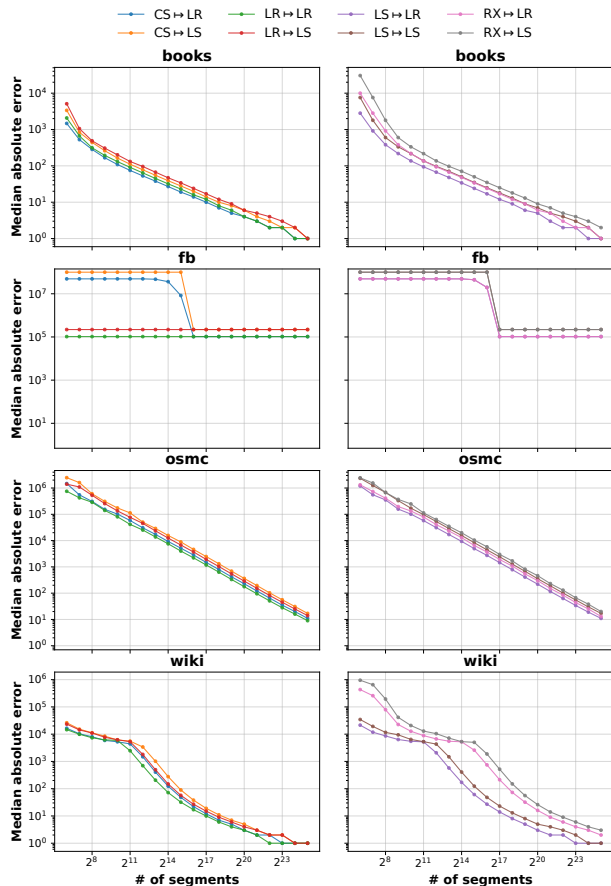 CS ↦ LR LR ↦ LR LS ↦ LR RX ↦ LR
CS ↦ LS LR ↦ LS LS ↦ LS RX ↦ LS
books
Median absolute error
10⁴
10³
10²
10¹
10⁰
fb
Median absolute error
10⁷
10⁵
10³
10¹
osmc osmc
Median absolute error
10⁶
10⁵
10⁴
10³
10²
10¹
10⁰
wiki wiki
Median absolute error
10⁶
10⁵
10⁴
10³
10²
10¹
10⁰
2⁸ 2¹¹ 2¹⁴ 2¹⁷ 2²⁰ 2²³ 2⁸ 2¹¹ 2¹⁴ 2¹⁷ 2²⁰ 2²³
# of segments # of segments